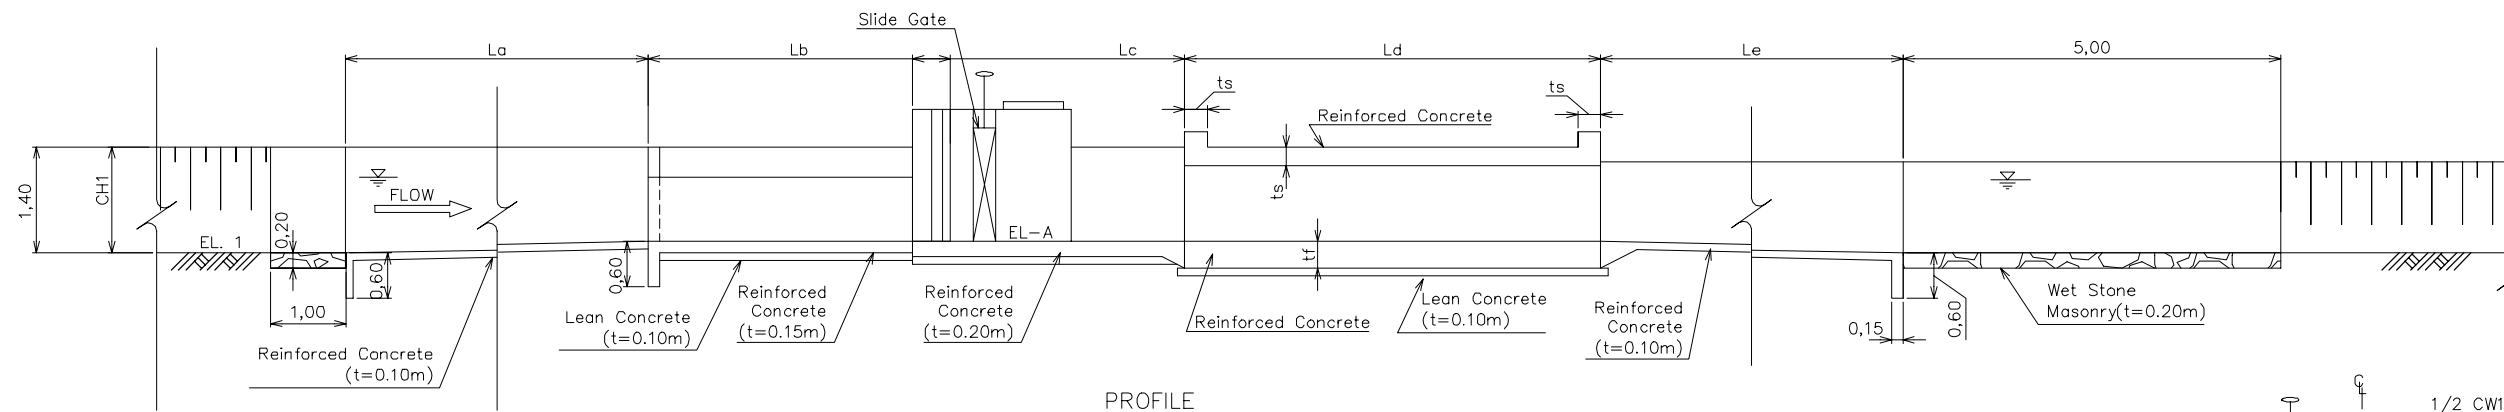 Slide Gate
La
Lb
Lc
Ld
Le
5,00
ts
ts
Reinforced Concrete
1,40
CH1
FLOW
ts
EL. 1
0,20
EL-A
tf
0,60
0,60
1,00
Lean Concrete
(t=0.10m)
Reinforced
Concrete
(t=0.15m)
Reinforced
Concrete
(t=0.20m)
Reinforced Concrete
Lean Concrete
(t=0.10m)
Reinforced
Concrete
(t=0.10m)
0,15
0,60
Wet Stone
Masonry(t=0.20m)
Reinforced Concrete
(t=0.10m)
PROFILE
℄
1/2 CW1